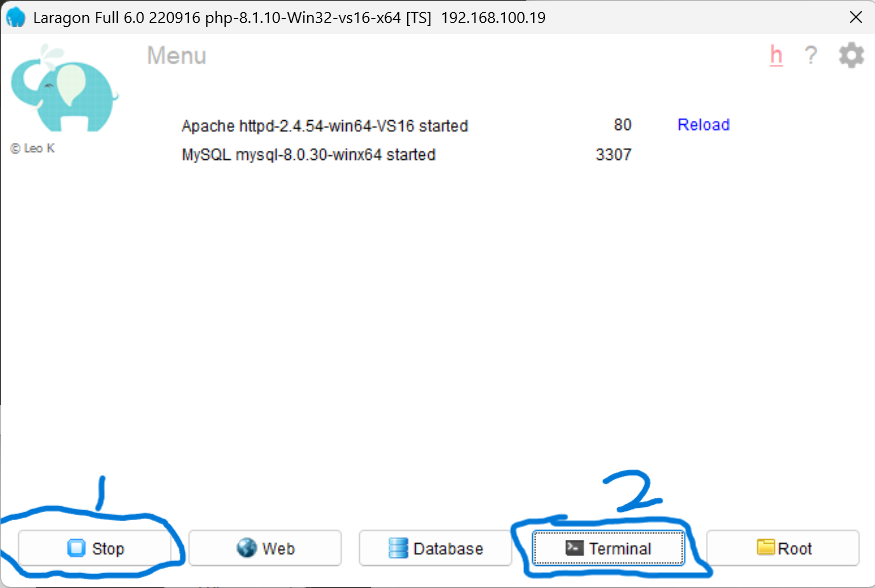 Laragon Full 6.0 220916 php-8.1.10-Win32-vs16-x64 [TS] 192.168.100.19
Menu h ?
© Leo K
Apache httpd-2.4.54-win64-VS16 started 80 Reload
MySQL mysql-8.0.30-winx64 started 3307
1 2
Stop Web Database Terminal Root